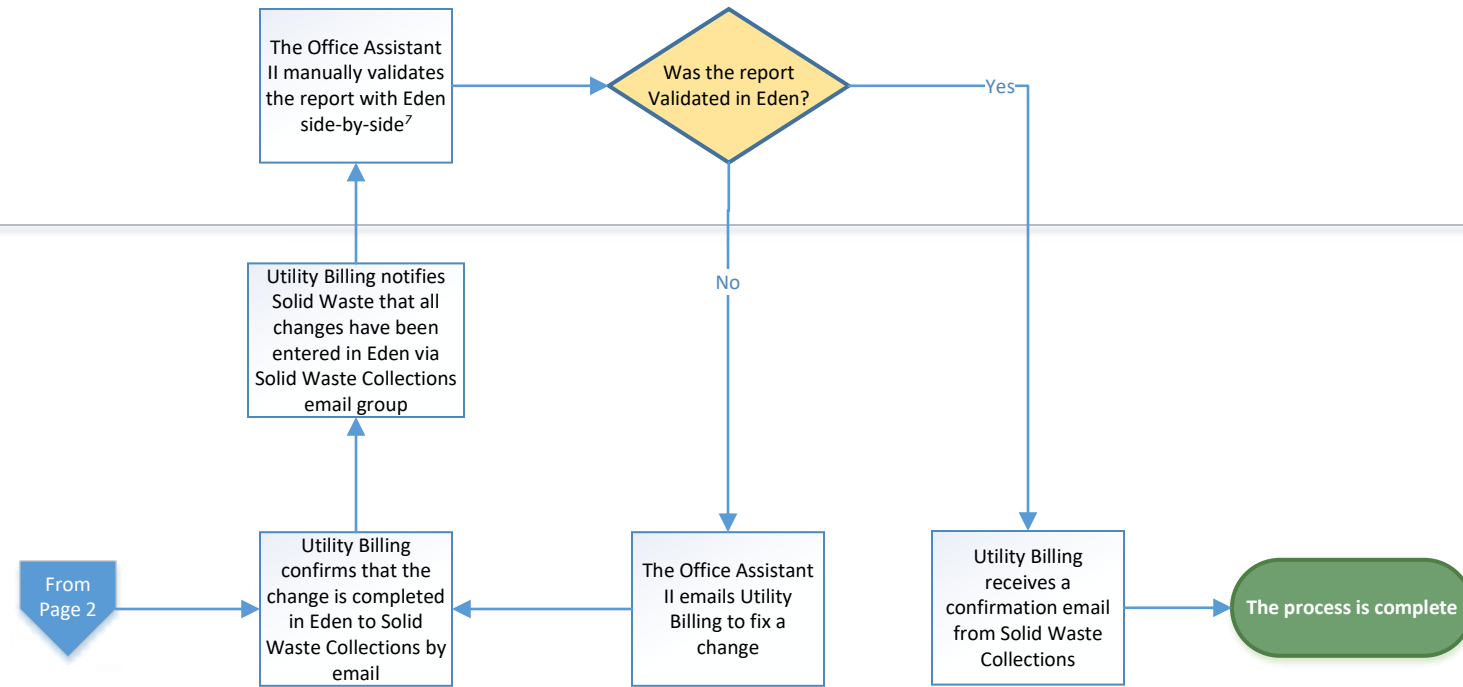 The Office Assistant
II manually validates
the report with Eden
side-by-side⁷
Was the report
Validated in Eden?
Yes
Utility Billing notifies
Solid Waste that all
changes have been
entered in Eden via
Solid Waste Collections
email group
No
From
Page 2
Utility Billing
confirms that the
change is completed
in Eden to Solid
Waste Collections by
email
The Office Assistant
II emails Utility
Billing to fix a
change
Utility Billing
receives a
confirmation email
from Solid Waste
Collections
The process is complete